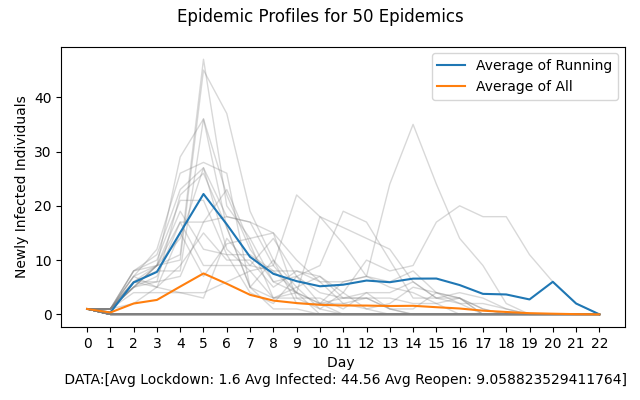 Epidemic Profiles for 50 Epidemics
Average of Running
Average of All
Newly Infected Individuals
40
30
20
10
0
0 1 2 3 4 5 6 7 8 9 10 11 12 13 14 15 16 17 18 19 20 21 22
Day
DATA:[Avg Lockdown: 1.6 Avg Infected: 44.56 Avg Reopen: 9.058823529411764]